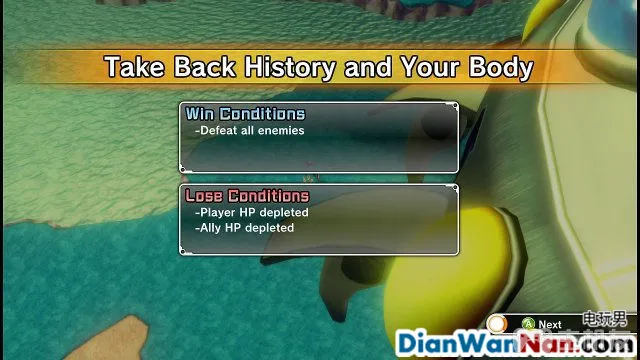 Take Back History and Your Body
Win Conditions
-Defeat all enemies
Lose Conditions
-Player HP depleted
-Ally HP depleted
A Next
电玩男
DianWanNan.com